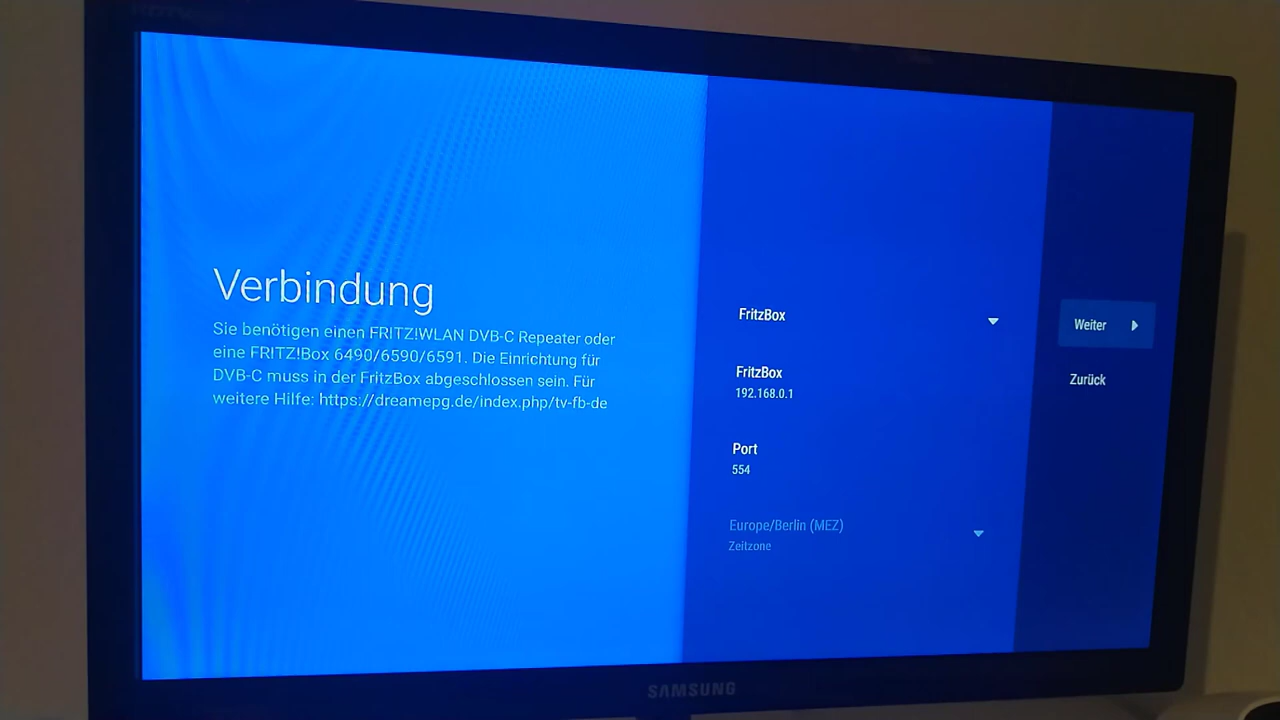 Verbindung
Sie benötigen einen FRITZ!WLAN DVB-C Repeater oder
eine FRITZ!Box 6490/6590/6591. Die Einrichtung für
DVB-C muss in der FritzBox abgeschlossen sein. Für
weitere Hilfe: https://dreamepg.de/index.php/tv-fb-de
FritzBox
FritzBox
192.168.0.1
Port
554
Europe/Berlin (MEZ)
Zeitzone
Weiter
Zurück
SAMSUNG